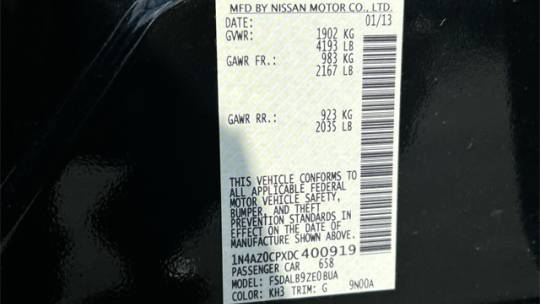 MFD BY NISSAN MOTOR CO., LTD.
DATE: 01/13
GVWR: 1902 KG
4193 LB
GAWR FR.: 983 KG
2167 LB
GAWR RR.: 923 KG
2035 LB
THIS VEHICLE CONFORMS TO
ALL APPLICABLE FEDERAL
MOTOR VEHICLE SAFETY,
BUMPER, AND THEFT
PREVENTION STANDARDS IN
EFFECT ON THE DATE OF
MANUFACTURE SHOWN ABOVE.
1N4AZ0CPXDC400919
PASSENGER CAR 658
MODEL: FSDALB9ZE0BUA
COLOR: KH3 TRIM: G 9N00A